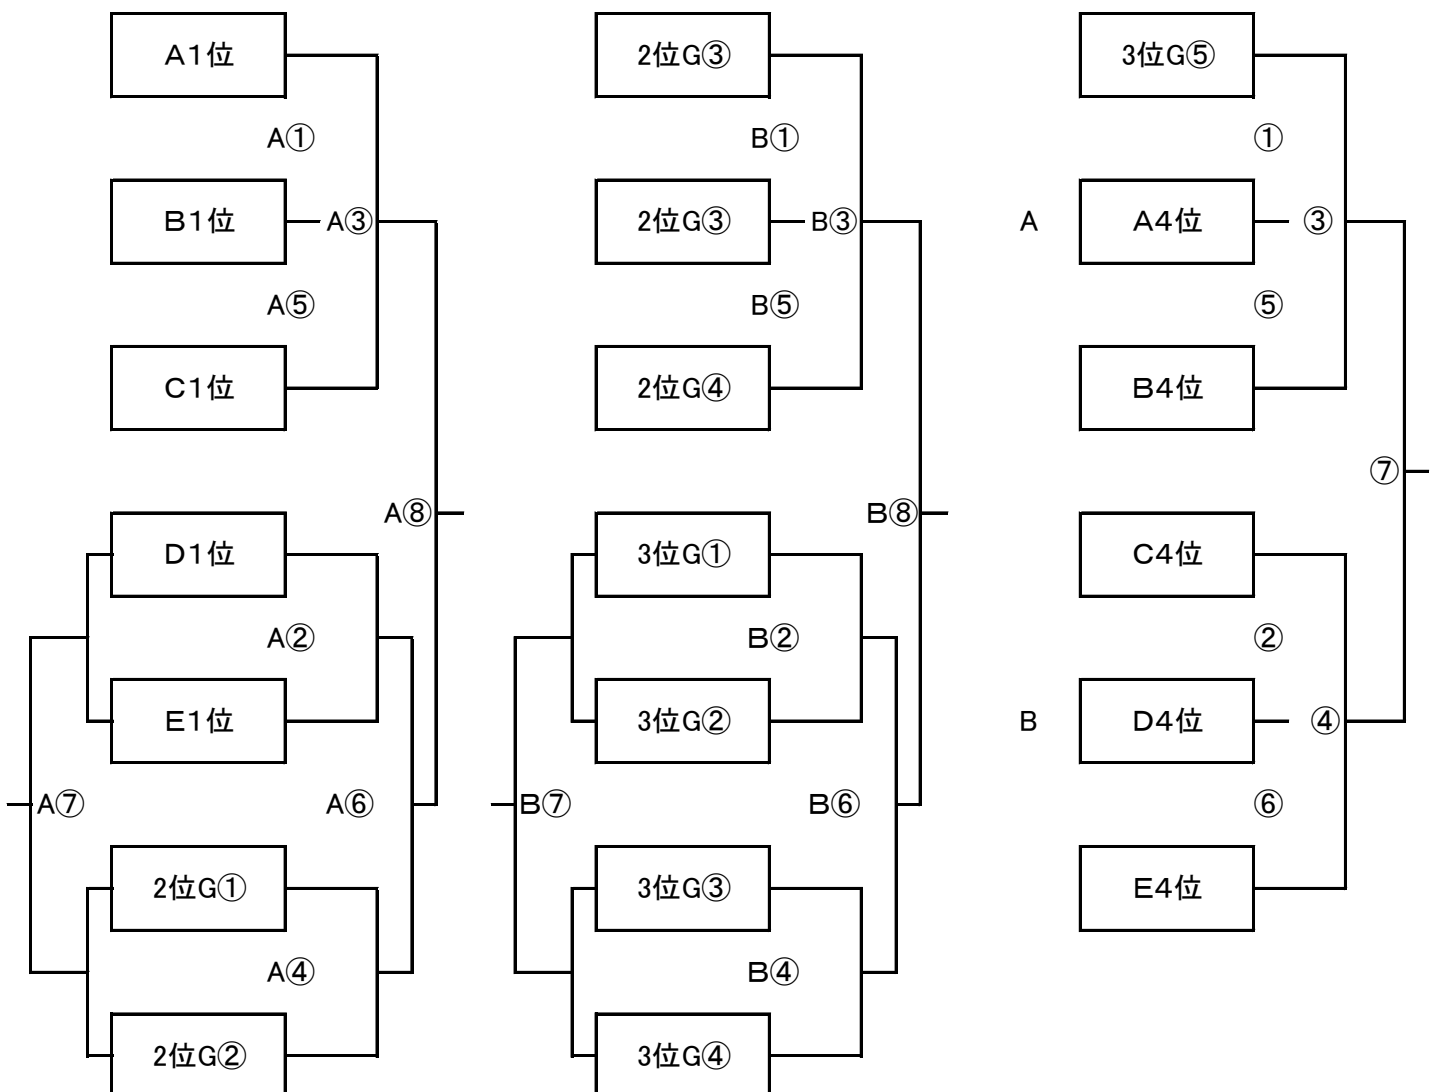 A1位
A①
B1位
A③
A⑤
C1位
A⑧
D1位
A②
E1位
A⑦
A⑥
2位G①
A④
2位G②
2位G③
B①
2位G③
B③
B⑤
2位G④
B⑧
3位G①
B②
3位G②
B⑦
B⑥
3位G③
B④
3位G④
3位G⑤
①
A
A4位
③
⑤
B4位
⑦
C4位
②
B
D4位
④
⑥
E4位